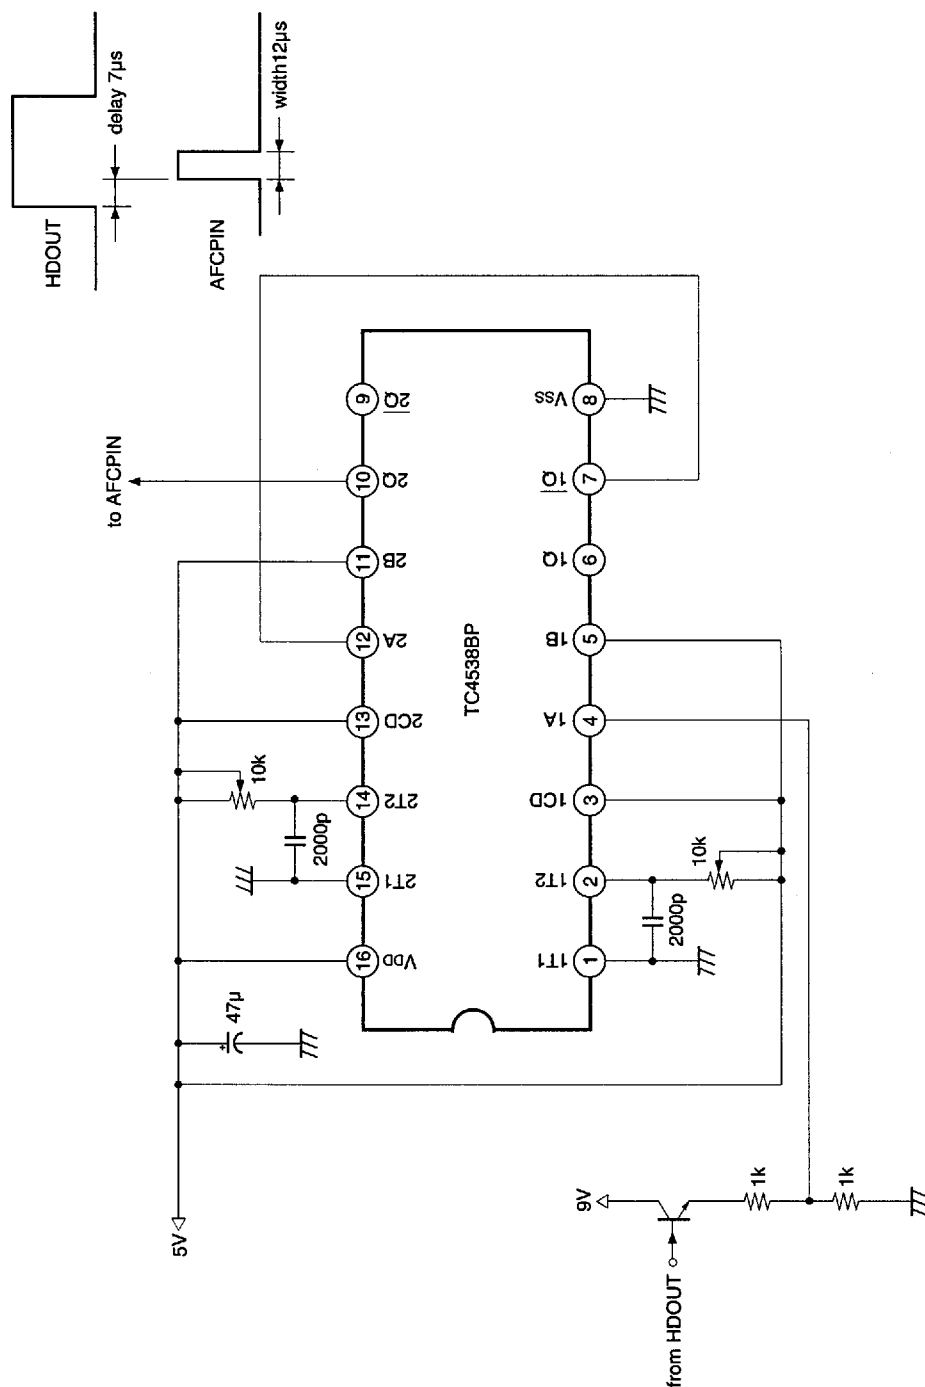 HDOUT
delay 7µs
AFCPIN
width12µs
to AFCPIN
5V
47µ
10k
2000p
16
15
14
13
12
11
10
9
VDD
2T1
2T2
2CD
2A
2B
2Q
2Q
TC4538BP
1T1
1T2
1CD
1A
1B
1Q
1Q
VSS
1
2
3
4
5
6
7
8
2000p
10k
9V
from HDOUT
1k
1k